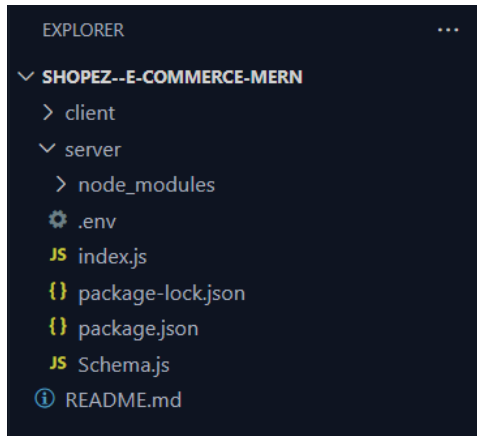 EXPLORER
SHOPEZ--E-COMMERCE-MERN
client
server
node_modules
.env
JS index.js
{} package-lock.json
{} package.json
JS Schema.js
README.md